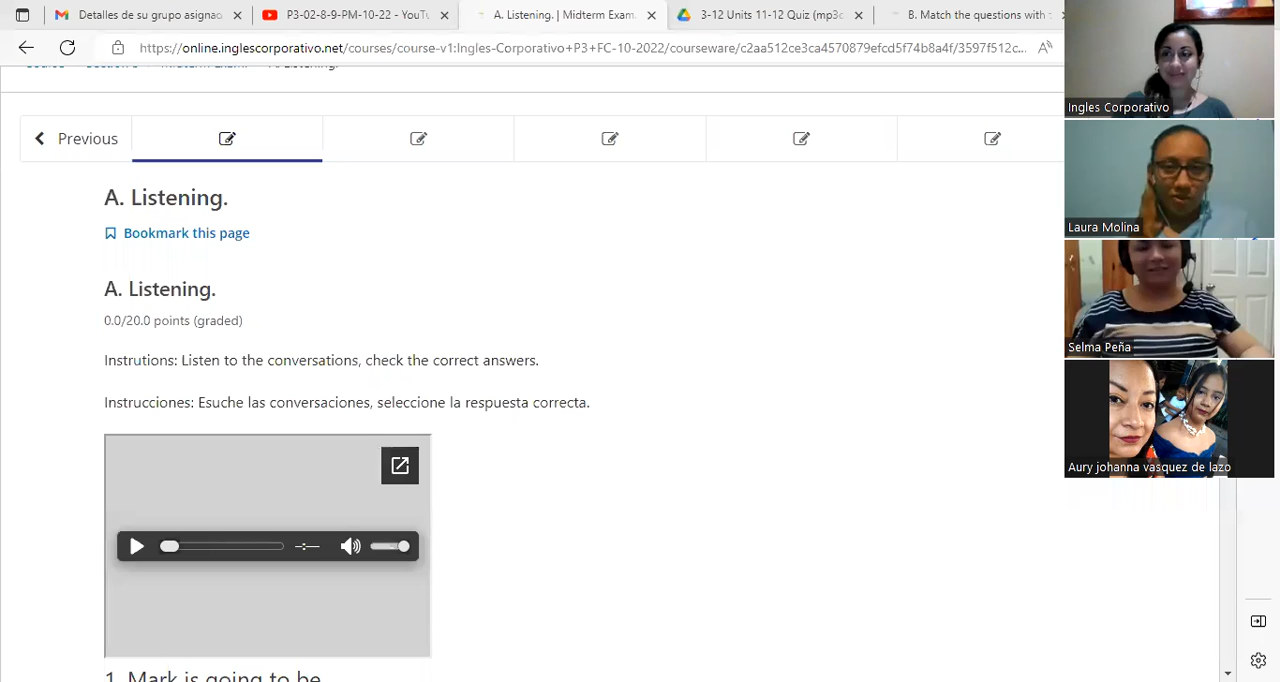 Detalles de su grupo asignac
P3-02-8-9-PM-10-22 - YouTu
A. Listening. | Midterm Exam.
3-12 Units 11-12 Quiz (mp3c
B. Match the questions with
https://online.inglescorporativo.net/courses/course-v1:Ingles-Corporativo+P3+FC-10-2022/courseware/c2aa512ce3ca4570879efcd5f74b8a4f/3597f512c...
Previous
A. Listening.
Bookmark this page
A. Listening.
0.0/20.0 points (graded)
Instrutions: Listen to the conversations, check the correct answers.
Instrucciones: Esuche las conversaciones, seleccione la respuesta correcta.
1. Mark is going to be
Ingles Corporativo
Laura Molina
Selma Peña
Aury johanna vasquez de lazo